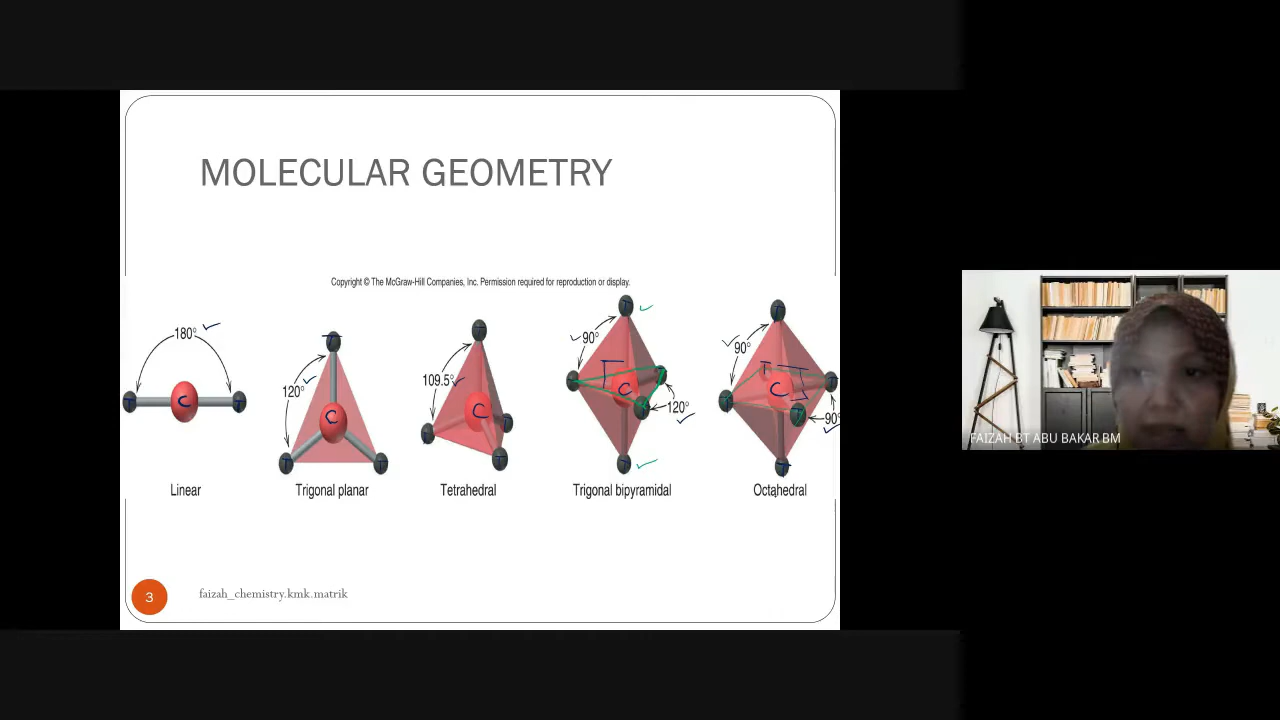 MOLECULAR GEOMETRY
Copyright © The McGraw-Hill Companies, Inc. Permission required for reproduction or display.
180°
C
T
T
Linear
120°
T
C
T
T
Trigonal planar
109.5°
T
C
T
T
T
Tetrahedral
90°
T
C
120°
T
Trigonal bipyramidal
90°
T
C
90°
T
Octahedral
3
faizah_chemistry.kmk.matrik
FAIZAH BT ABU BAKAR BM